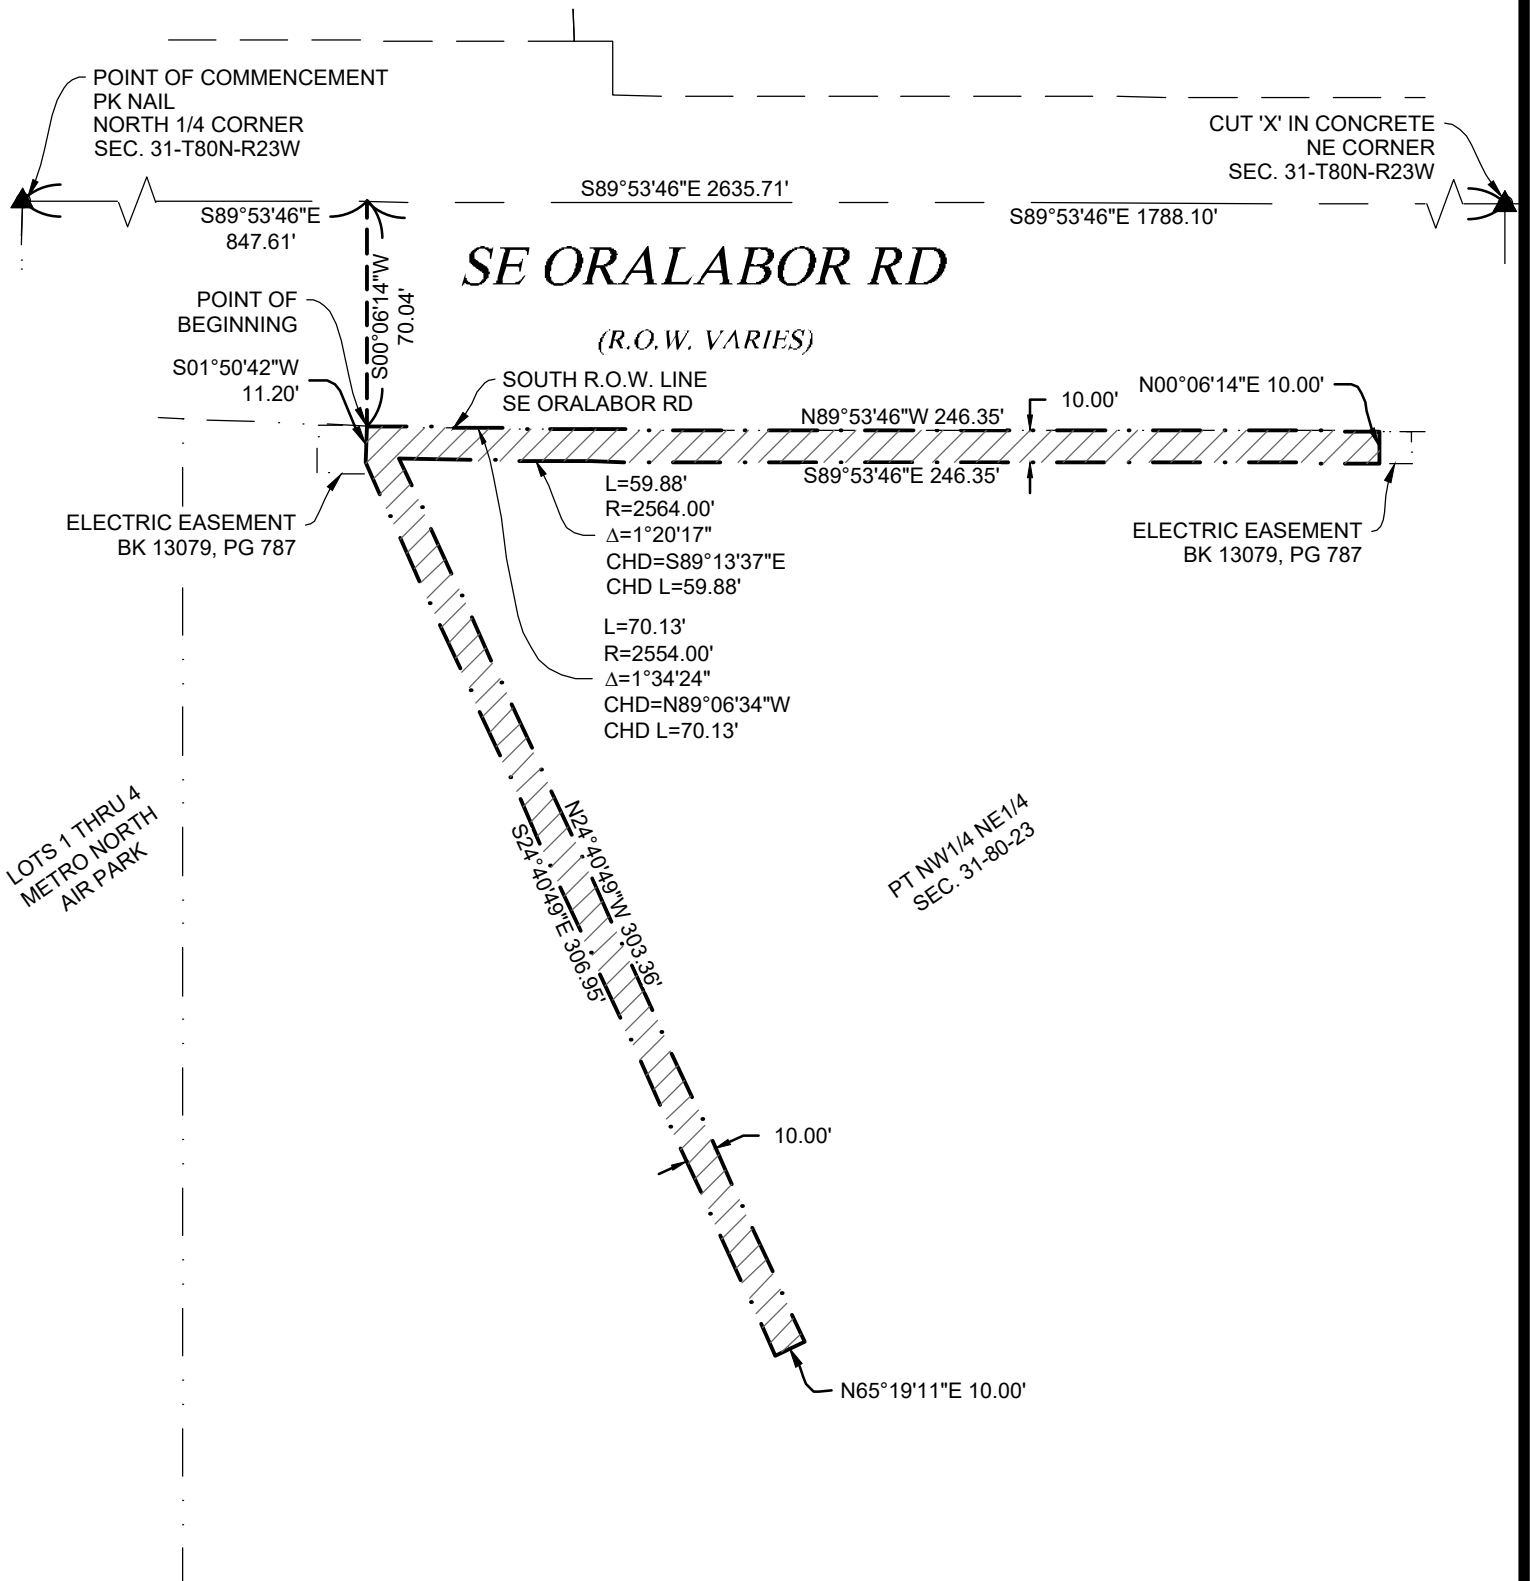 POINT OF COMMENCEMENT
PK NAIL
NORTH 1/4 CORNER
SEC. 31-T80N-R23W
CUT 'X' IN CONCRETE
NE CORNER
SEC. 31-T80N-R23W
S89°53'46"E 2635.71'
S89°53'46"E
847.61'
S89°53'46"E 1788.10'
SE ORALABOR RD
(R.O.W. VARIES)
S00°06'14"W
70.04'
POINT OF
BEGINNING
S01°50'42"W
11.20'
SOUTH R.O.W. LINE
SE ORALABOR RD
N89°53'46"W 246.35'
10.00'
N00°06'14"E 10.00'
S89°53'46"E 246.35'
ELECTRIC EASEMENT
BK 13079, PG 787
L=59.88'
R=2564.00'
Δ=1°20'17"
CHD=S89°13'37"E
CHD L=59.88'
ELECTRIC EASEMENT
BK 13079, PG 787
L=70.13'
R=2554.00'
Δ=1°34'24"
CHD=N89°06'34"W
CHD L=70.13'
LOTS 1 THRU 4
METRO NORTH
AIR PARK
N24°40'49"W 303.36'
S24°40'49"E 306.95'
PT NW1/4 NE1/4
SEC. 31-80-23
10.00'
N65°19'11"E 10.00'